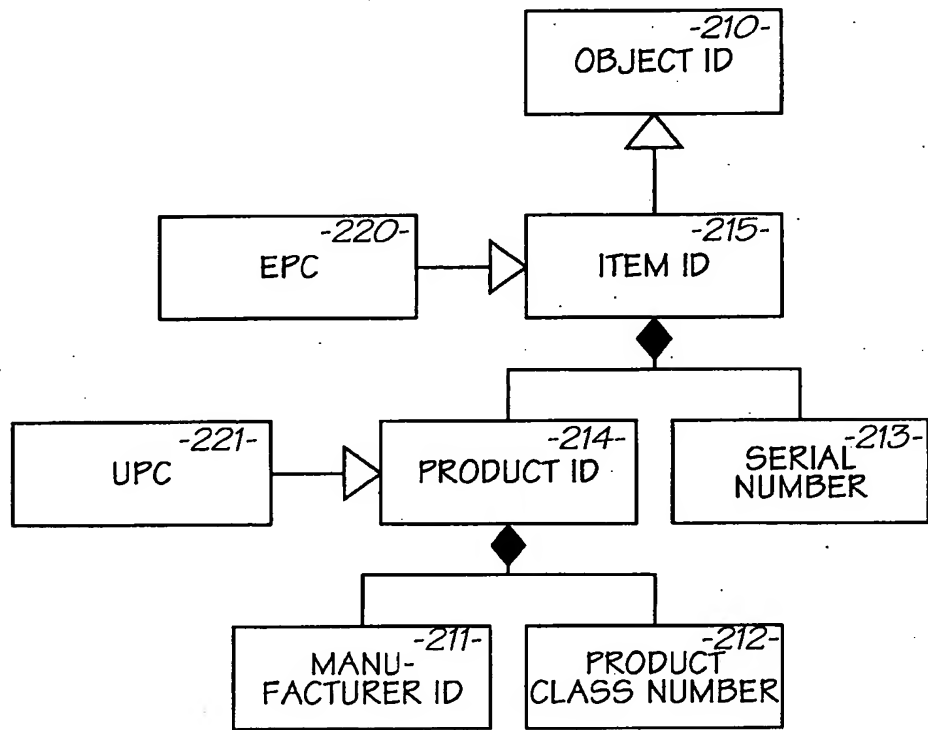 -210-
OBJECT ID
-220-
EPC
-215-
ITEM ID
-221-
UPC
-214-
PRODUCT ID
-213-
SERIAL
NUMBER
-211-
MANU-
FACTURER ID
-212-
PRODUCT
CLASS NUMBER